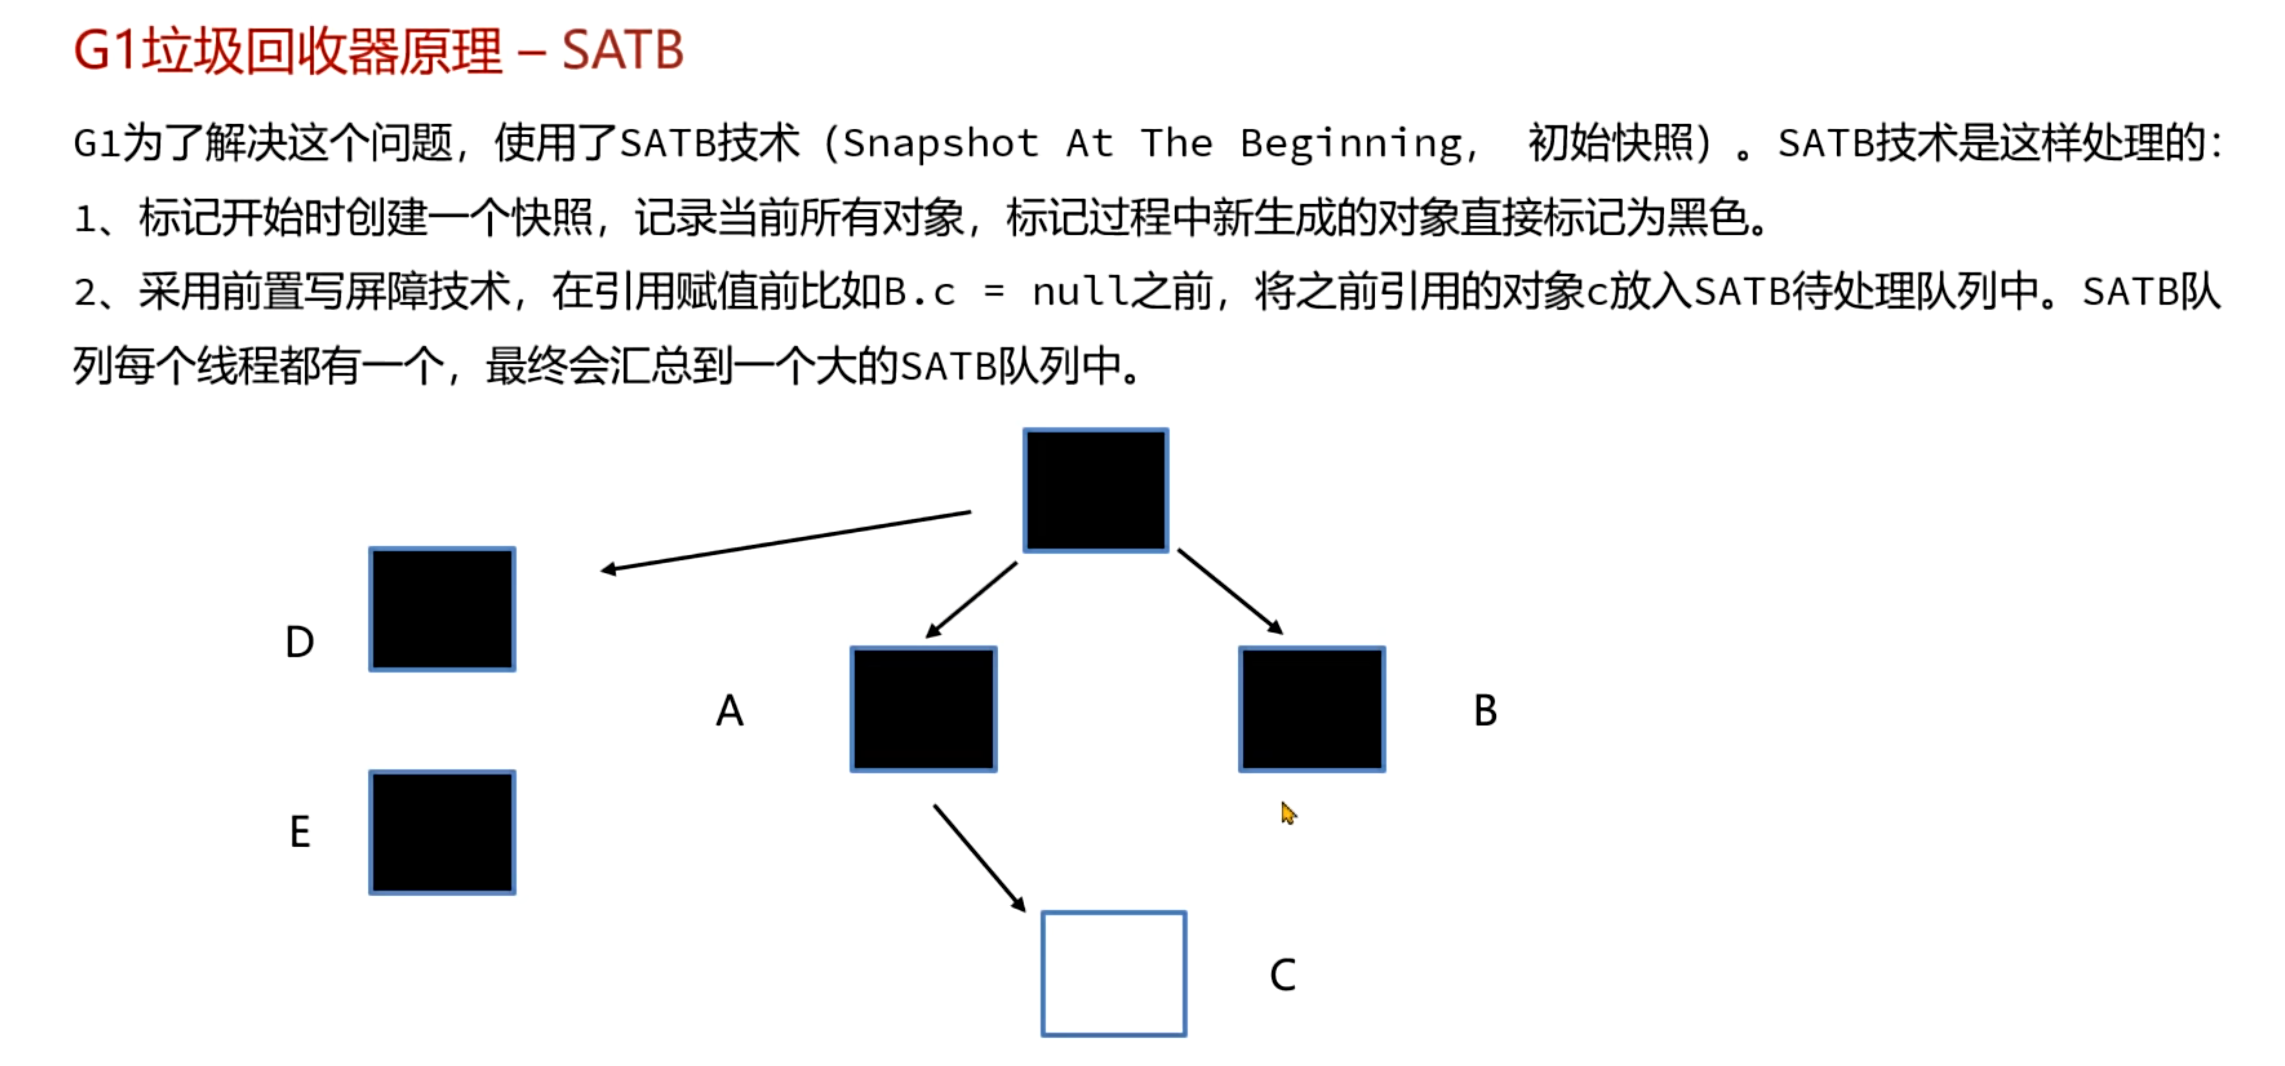 G1垃圾回收器原理 – SATB
G1为了解决这个问题，使用了SATB技术（Snapshot At The Beginning， 初始快照）。SATB技术是这样处理的：
1、标记开始时创建一个快照，记录当前所有对象，标记过程中新生成的对象直接标记为黑色。
2、采用前置写屏障技术，在引用赋值前比如B.c = null之前，将之前引用的对象c放入SATB待处理队列中。SATB队
列每个线程都有一个，最终会汇总到一个大的SATB队列中。
D
A
B
E
C